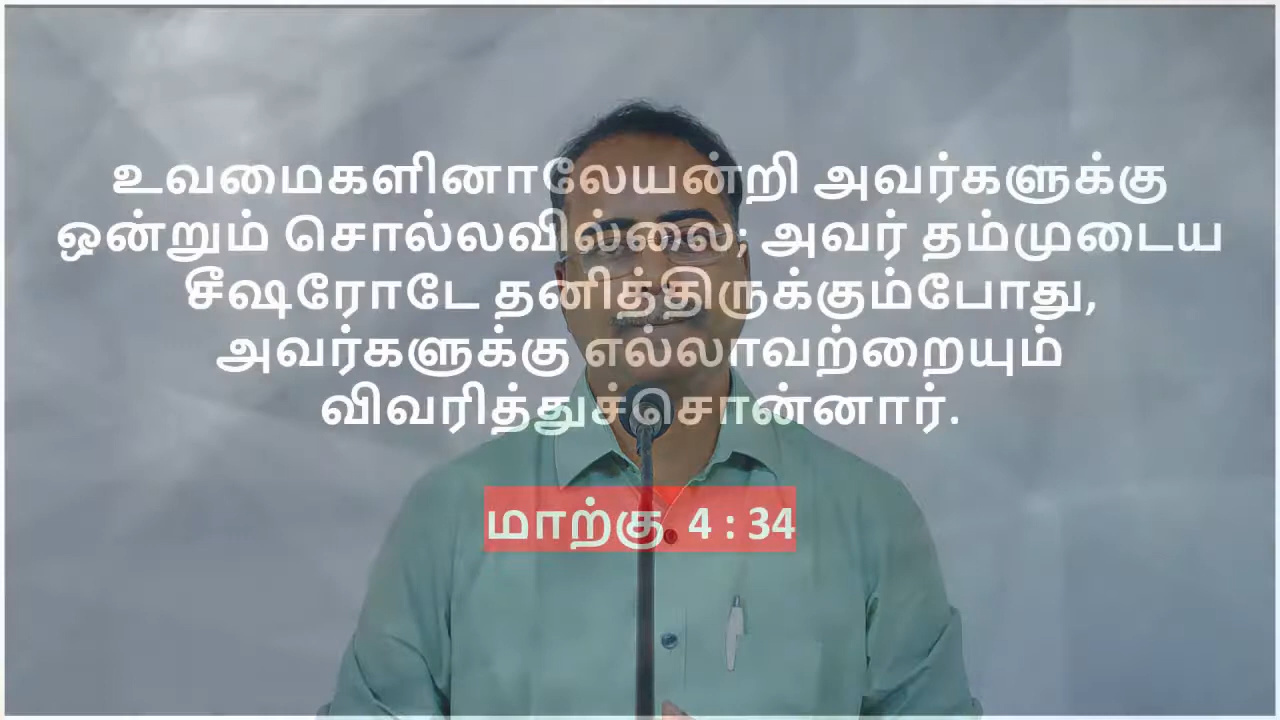 உவமைகளினாலேயன்றி அவர்களுக்கு
ஒன்றும் சொல்லவில்லை; அவர் தம்முடைய
சீஷரோடே தனித்திருக்கும்போது,
அவர்களுக்கு எல்லாவற்றையும்
விவரித்துச்சொன்னார்.
மாற்கு 4 : 34